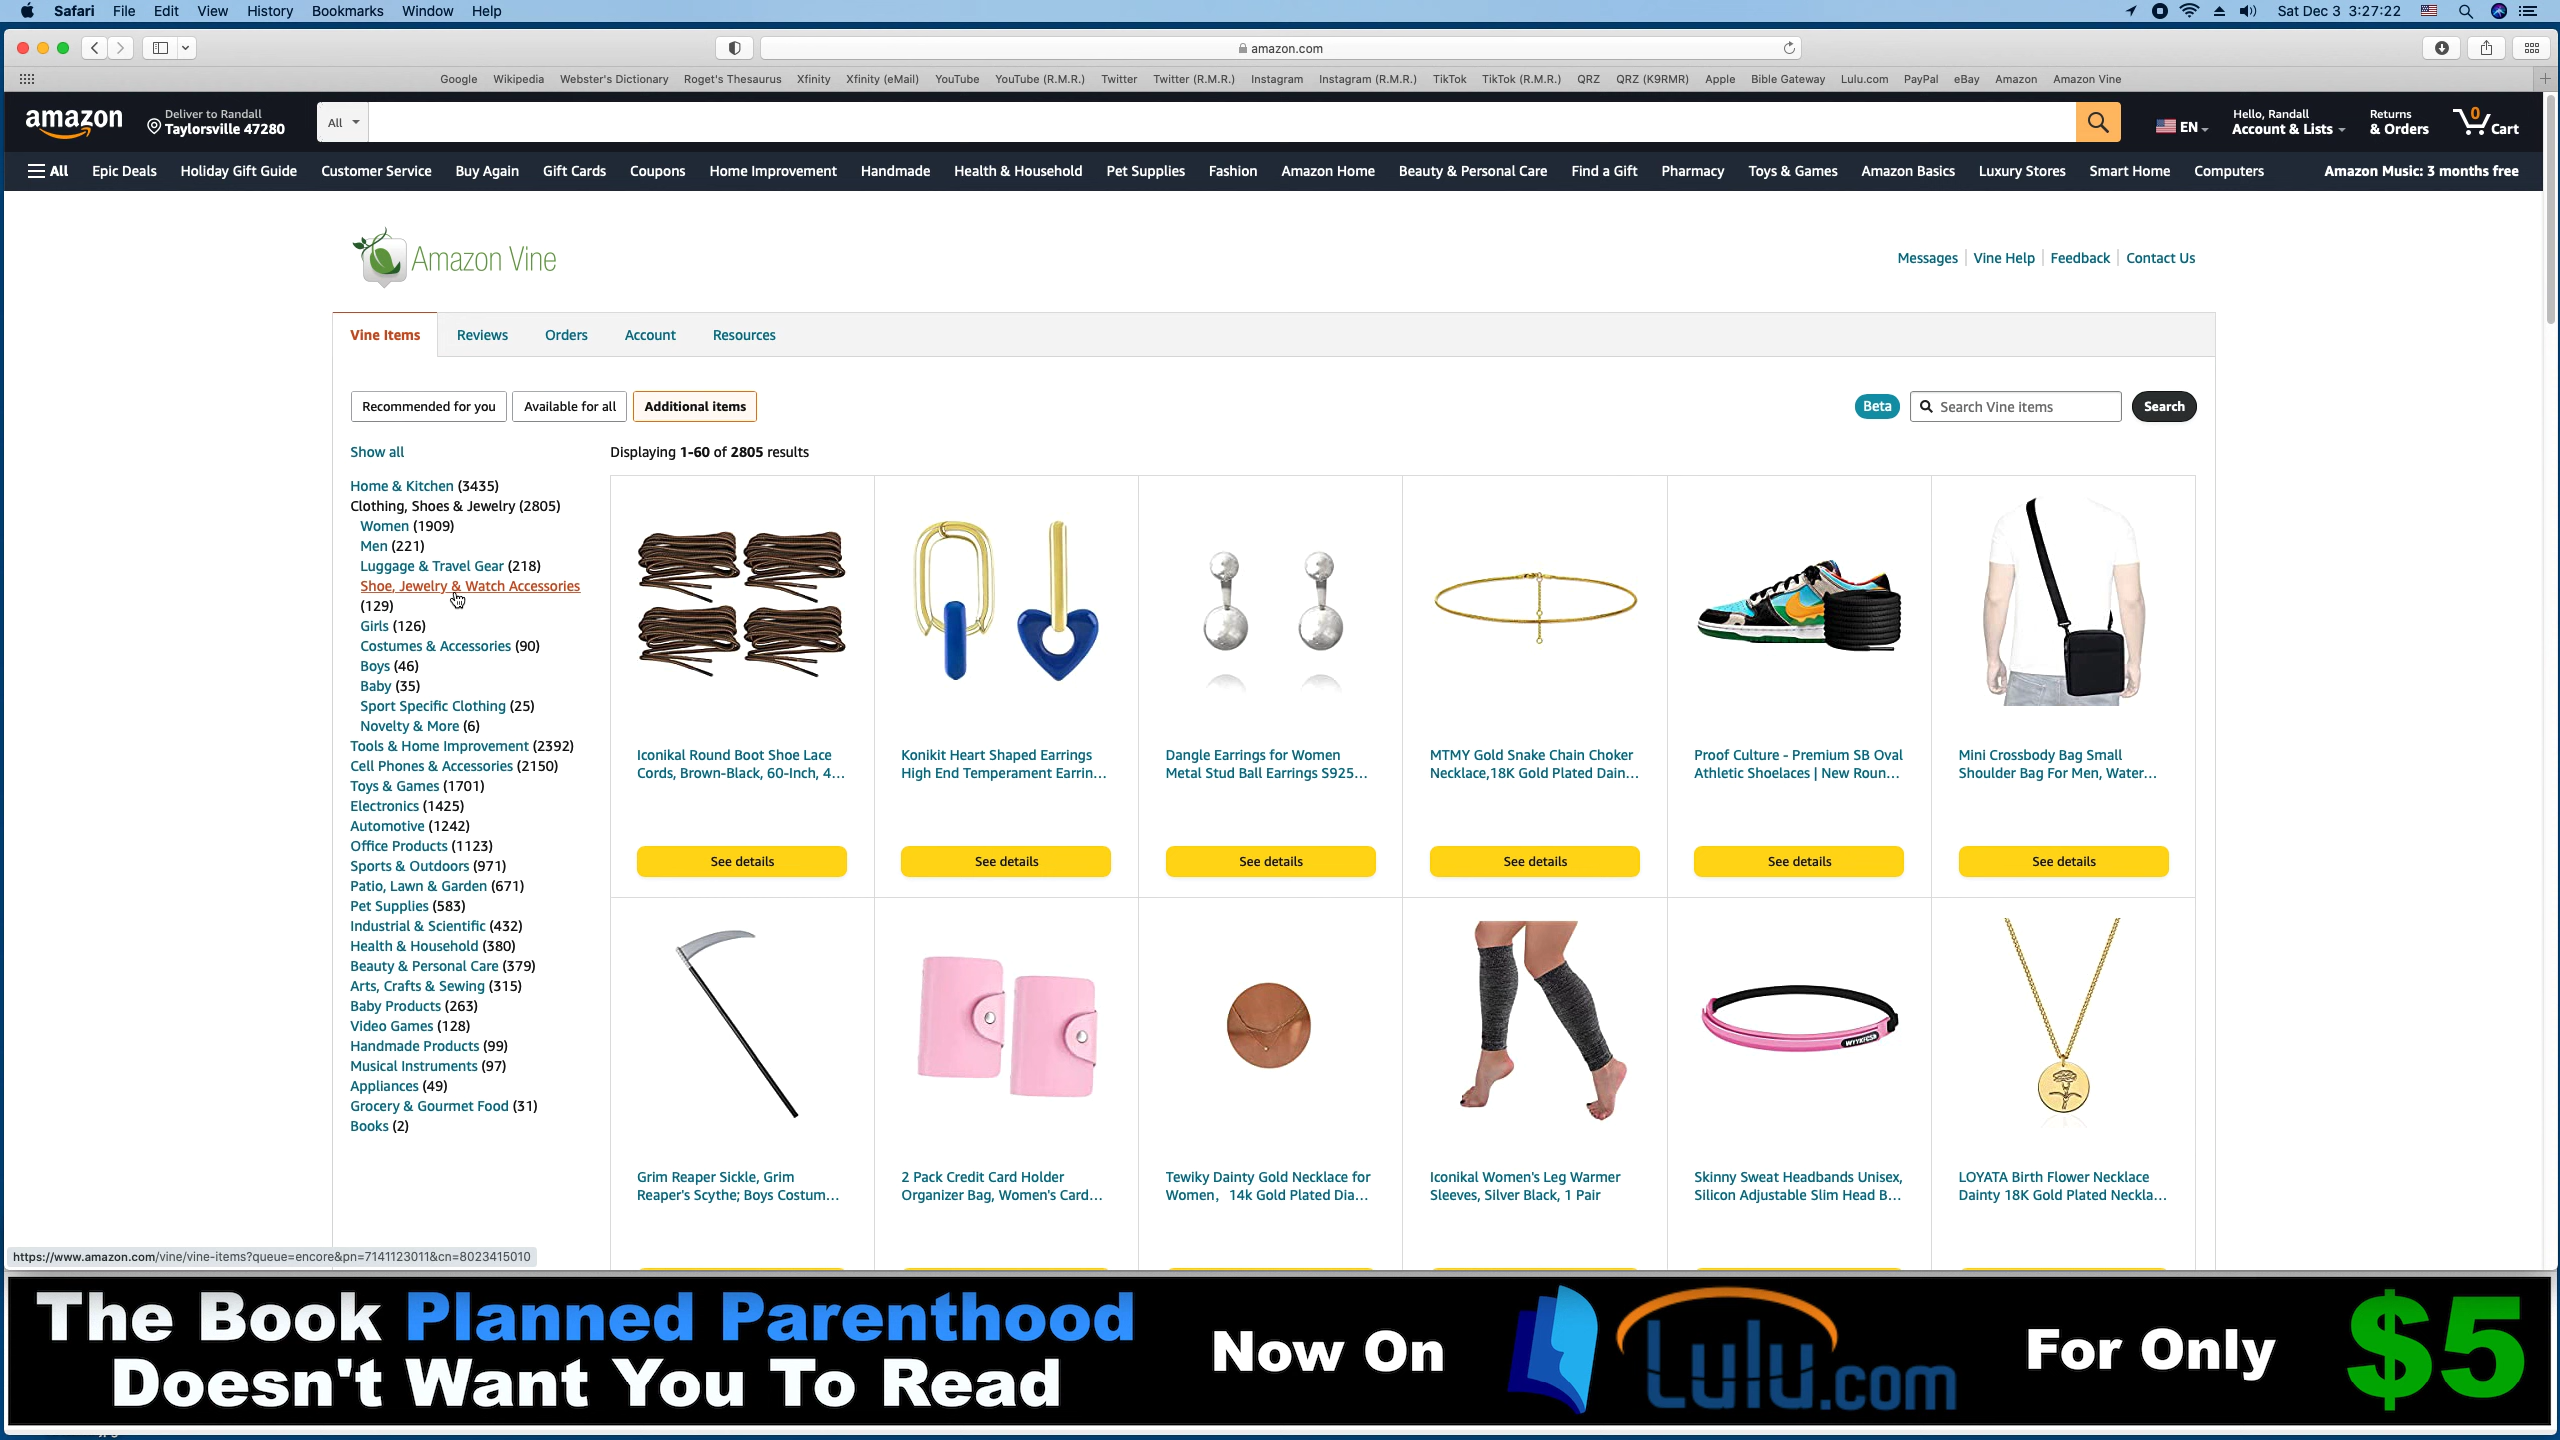 Safari File Edit View History Bookmarks Window Help
Sat Dec 3 3:27:22
amazon.com
Google Wikipedia Webster's Dictionary Roget's Thesaurus Xfinity Xfinity (eMail) YouTube YouTube (R.M.R.) Twitter Twitter (R.M.R.) Instagram Instagram (R.M.R.) TikTok TikTok (R.M.R.) QRZ QRZ (K9RMR) Apple Bible Gateway Lulu.com PayPal eBay Amazon Amazon Vine
amazon
Deliver to Randall
Taylorsville 47280
All
EN
Hello, Randall
Account & Lists
Returns
& Orders
0
Cart
All Epic Deals Holiday Gift Guide Customer Service Buy Again Gift Cards Coupons Home Improvement Handmade Health & Household Pet Supplies Fashion Amazon Home Beauty & Personal Care Find a Gift Pharmacy Toys & Games Amazon Basics Luxury Stores Smart Home Computers Amazon Music: 3 months free
Amazon Vine
Messages Vine Help Feedback Contact Us
Vine Items Reviews Orders Account Resources
Recommended for you Available for all Additional items
Beta Search Vine items Search
Show all
Displaying 1-60 of 2805 results
Home & Kitchen (3435)
Clothing, Shoes & Jewelry (2805)
Women (1909)
Men (221)
Luggage & Travel Gear (218)
Shoe, Jewelry & Watch Accessories
(129)
Girls (126)
Costumes & Accessories (90)
Boys (46)
Baby (35)
Sport Specific Clothing (25)
Novelty & More (6)
Tools & Home Improvement (2392)
Cell Phones & Accessories (2150)
Toys & Games (1701)
Electronics (1425)
Automotive (1242)
Office Products (1123)
Sports & Outdoors (971)
Patio, Lawn & Garden (671)
Pet Supplies (583)
Industrial & Scientific (432)
Health & Household (380)
Beauty & Personal Care (379)
Arts, Crafts & Sewing (315)
Baby Products (263)
Video Games (128)
Handmade Products (99)
Musical Instruments (97)
Appliances (49)
Grocery & Gourmet Food (31)
Books (2)
Iconikal Round Boot Shoe Lace
Cords, Brown-Black, 60-Inch, 4...
See details
Konikit Heart Shaped Earrings
High End Temperament Earrin...
See details
Dangle Earrings for Women
Metal Stud Ball Earrings S925...
See details
MTMY Gold Snake Chain Choker
Necklace,18K Gold Plated Dain...
See details
Proof Culture - Premium SB Oval
Athletic Shoelaces | New Roun...
See details
Mini Crossbody Bag Small
Shoulder Bag For Men, Water...
See details
Grim Reaper Sickle, Grim
Reaper's Scythe; Boys Costum...
2 Pack Credit Card Holder
Organizer Bag, Women's Card...
Tewiky Dainty Gold Necklace for
Women， 14k Gold Plated Dia...
Iconikal Women's Leg Warmer
Sleeves, Silver Black, 1 Pair
Skinny Sweat Headbands Unisex,
Silicon Adjustable Slim Head B...
LOYATA Birth Flower Necklace
Dainty 18K Gold Plated Neckla...
https://www.amazon.com/vine/vine-items?queue=encore&pn=7141123011&cn=8023415010
The Book Planned Parenthood
Doesn't Want You To Read
Now On
Lulu.com
For Only
$5